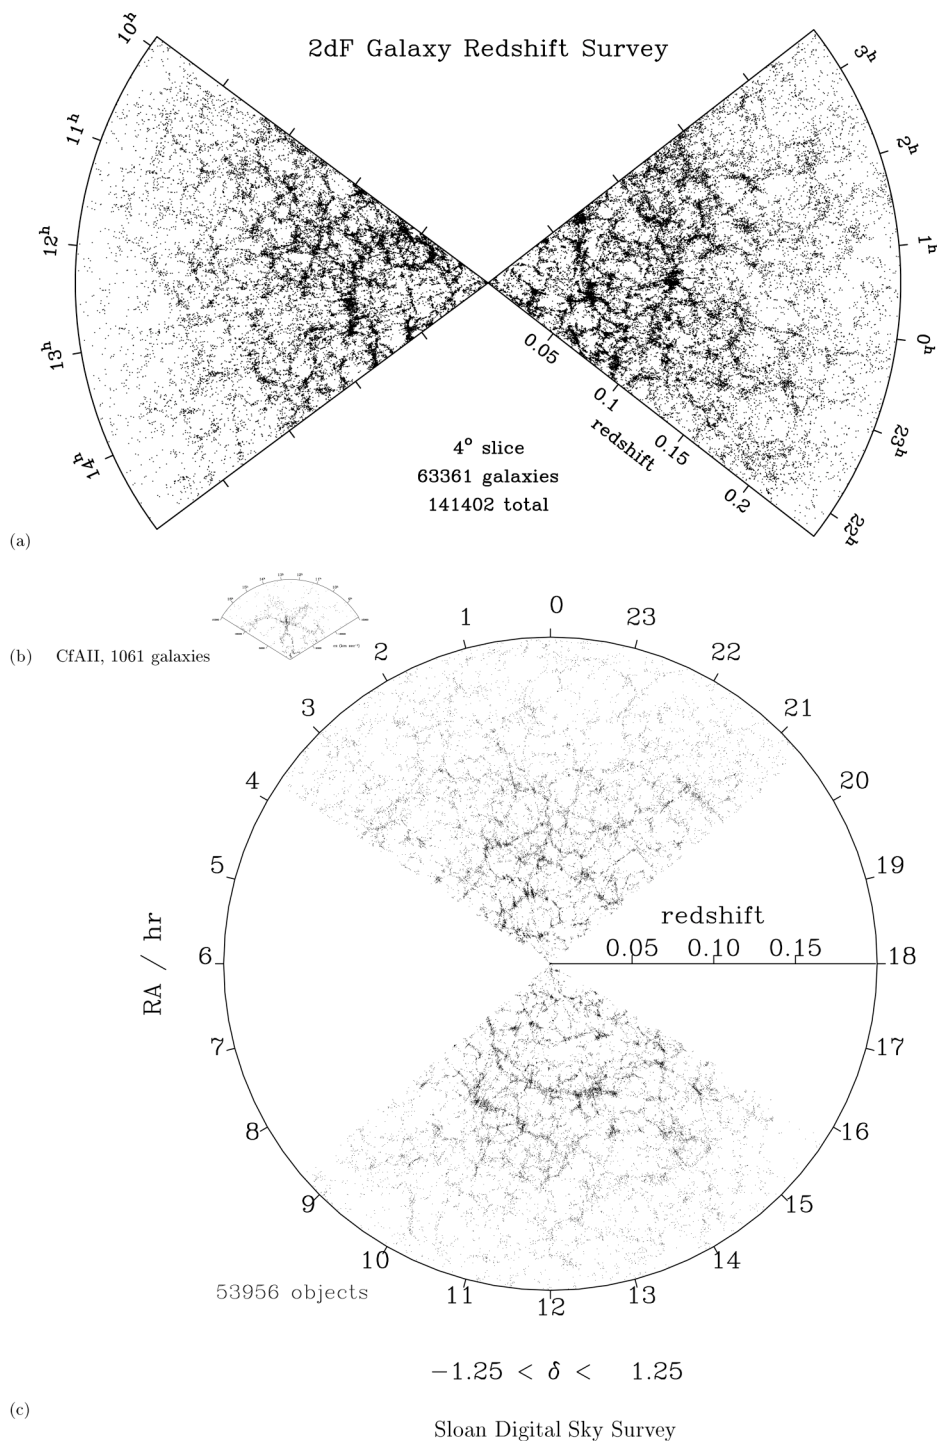 2dF Galaxy Redshift Survey
10h
11h
12h
13h
14h
3h
2h
1h
0h
23h
22h
0.05
0.1
0.15
0.2
redshift
4° slice
63361 galaxies
141402 total
(a)
(b) CfAII, 1061 galaxies
0
1
23
2
22
3
21
4
20
5
19
redshift
0.05 0.10 0.15
6
18
RA / hr
7
17
8
16
9
15
10
14
11
13
12
53956 objects
−1.25 < δ < 1.25
(c)
Sloan Digital Sky Survey